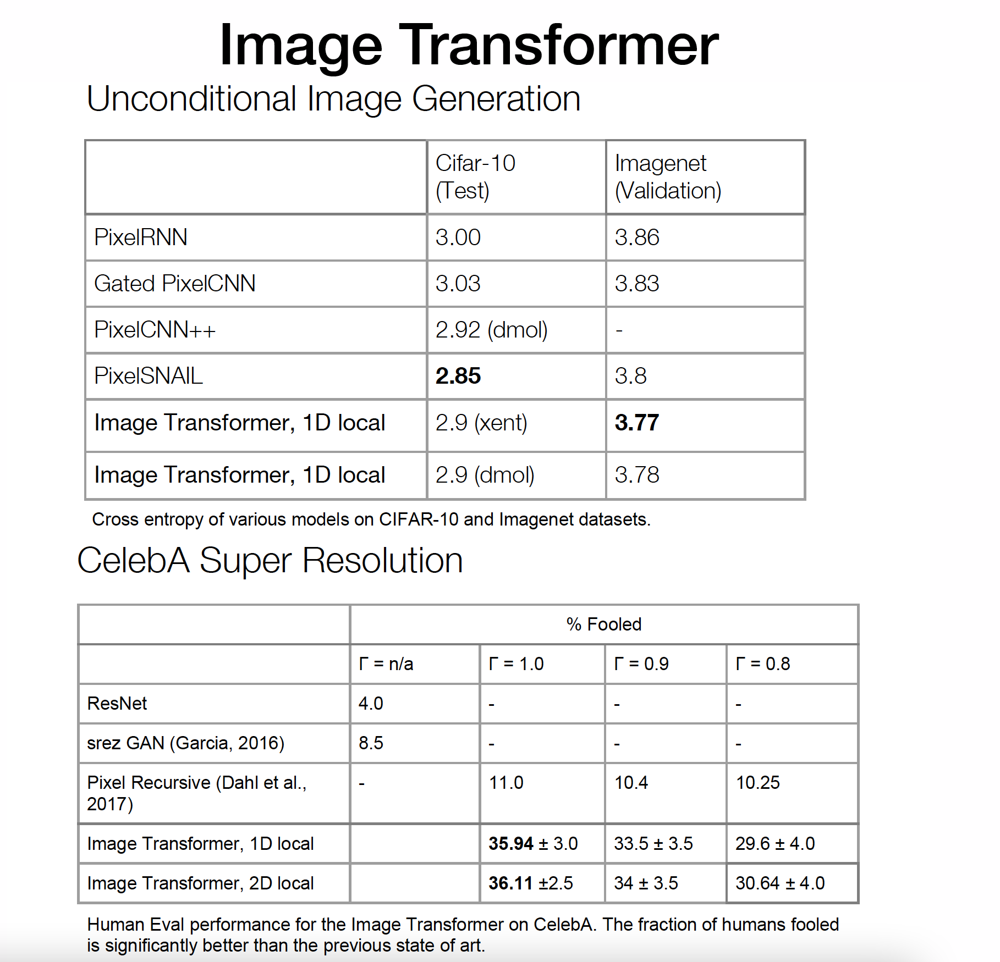 Image Transformer
Unconditional Image Generation
Cifar-10 (Test) Imagenet (Validation)
PixelRNN 3.00 3.86
Gated PixelCNN 3.03 3.83
PixelCNN++ 2.92 (dmol) -
PixelSNAIL 2.85 3.8
Image Transformer, 1D local 2.9 (xent) 3.77
Image Transformer, 1D local 2.9 (dmol) 3.78
Cross entropy of various models on CIFAR-10 and Imagenet datasets.
CelebA Super Resolution
% Fooled
Γ = n/a Γ = 1.0 Γ = 0.9 Γ = 0.8
ResNet 4.0 - - -
srez GAN (Garcia, 2016) 8.5 - - -
Pixel Recursive (Dahl et al., 2017) - 11.0 10.4 10.25
Image Transformer, 1D local 35.94 ± 3.0 33.5 ± 3.5 29.6 ± 4.0
Image Transformer, 2D local 36.11 ±2.5 34 ± 3.5 30.64 ± 4.0
Human Eval performance for the Image Transformer on CelebA. The fraction of humans fooled
is significantly better than the previous state of art.